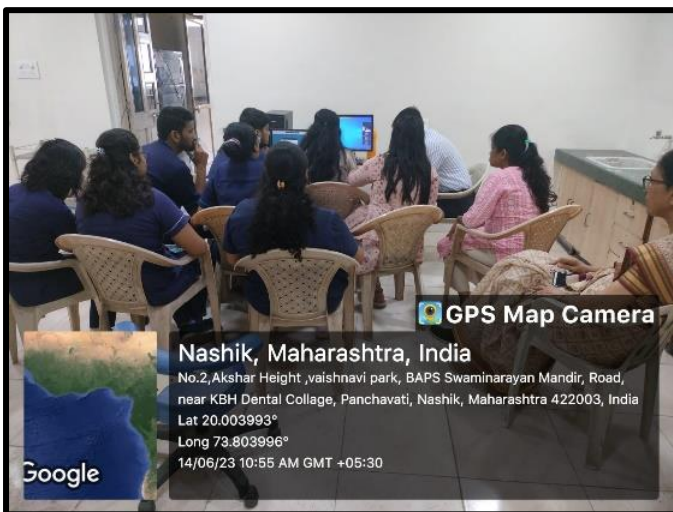 GPS Map Camera
Nashik, Maharashtra, India
No.2,Akshar Height ,vaishnavi park, BAPS Swaminarayan Mandir, Road,
near KBH Dental Collage, Panchavati, Nashik, Maharashtra 422003, India
Lat 20.003993°
Long 73.803996°
14/06/23 10:55 AM GMT +05:30
Google